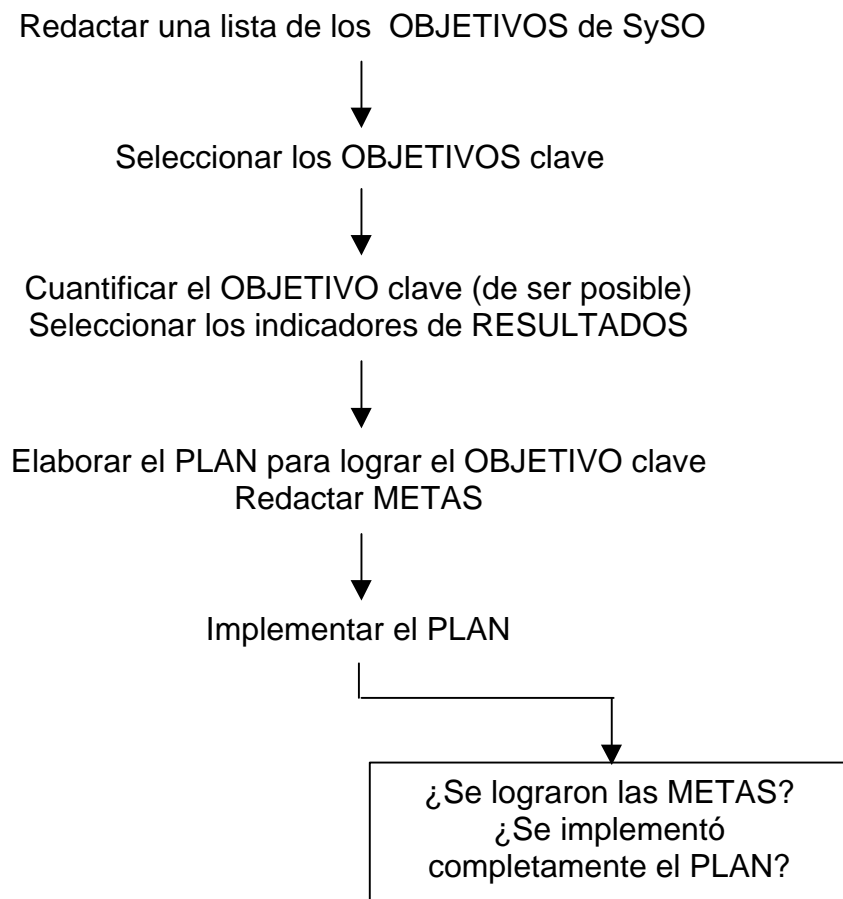 Redactar una lista de los OBJETIVOS de SySO
Seleccionar los OBJETIVOS clave
Cuantificar el OBJETIVO clave (de ser posible)
Seleccionar los indicadores de RESULTADOS
Elaborar el PLAN para lograr el OBJETIVO clave
Redactar METAS
Implementar el PLAN
¿Se lograron las METAS?
¿Se implementó
completamente el PLAN?